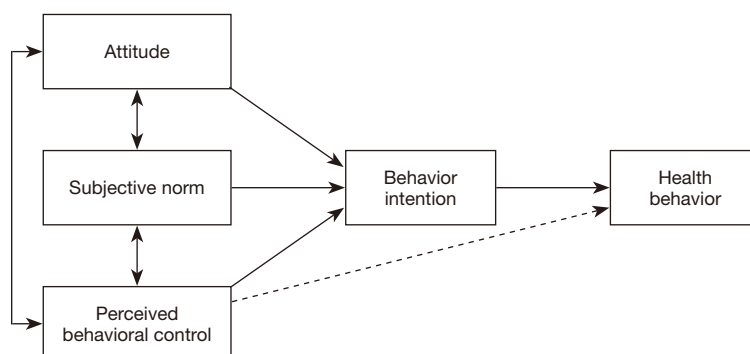 Attitude
Subjective norm
Perceived
behavioral control
Behavior
intention
Health
behavior